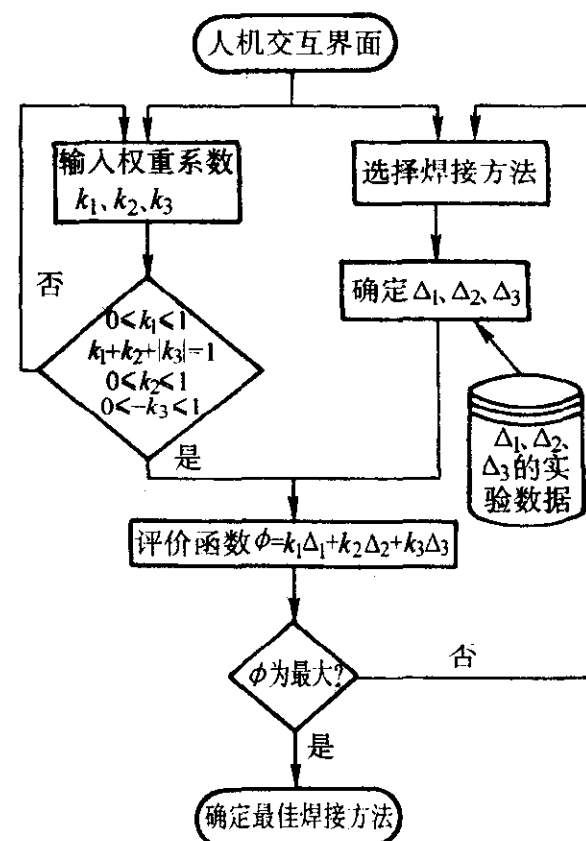 人机交互界面
输入权重系数
k₁、k₂、k₃
选择焊接方法
确定Δ₁、Δ₂、Δ₃
否
0≤k₁≤1
k₁+k₂+|k₃|=1
0≤k₂≤1
0≤-k₃≤1
是
Δ₁、Δ₂、
Δ₃的实
验数据
评价函数ϕ=k₁Δ₁+k₂Δ₂+k₃Δ₃
ϕ为最大?
否
是
确定最佳焊接方法